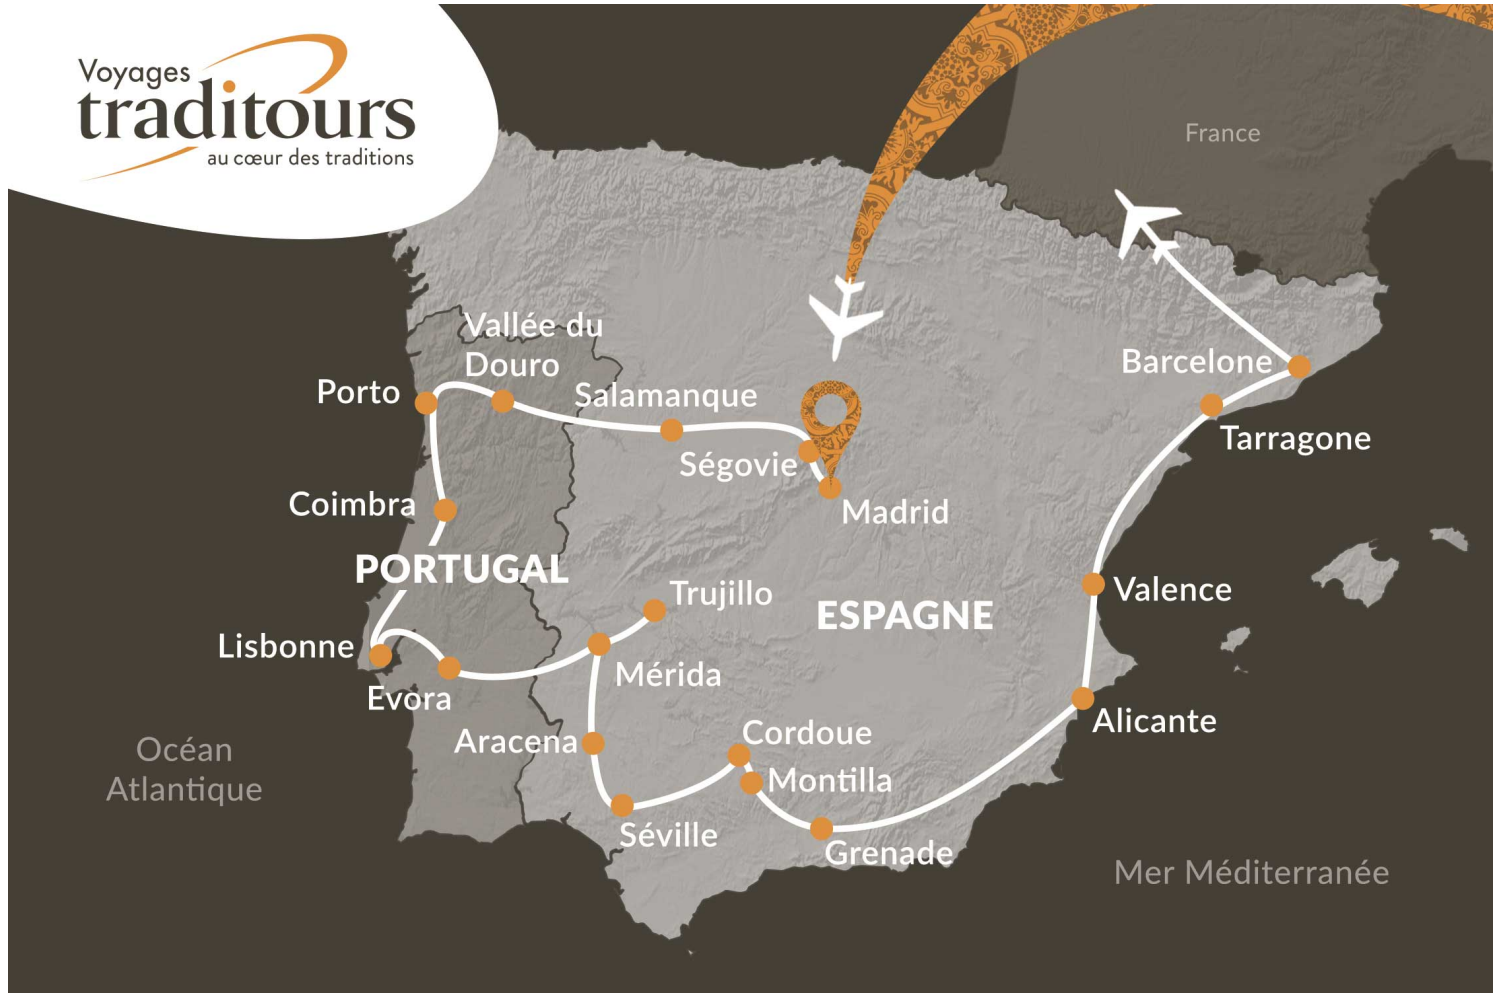 Voyages
traditours
au cœur des traditions
France
Vallée du
Douro
Porto
Salamanque
Barcelone
Tarragone
Ségovie
Madrid
Coimbra
PORTUGAL
Trujillo
ESPAGNE
Valence
Lisbonne
Mérida
Evora
Alicante
Cordoue
Aracena
Montilla
Océan
Atlantique
Séville
Grenade
Mer Méditerranée